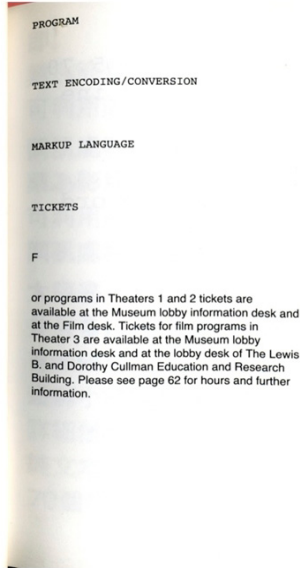 PROGRAM
TEXT ENCODING/CONVERSION
MARKUP LANGUAGE
TICKETS
F
or programs in Theaters 1 and 2 tickets are
available at the Museum lobby information desk and
at the Film desk. Tickets for film programs in
Theater 3 are available at the Museum lobby
information desk and at the lobby desk of The Lewis
B. and Dorothy Cullman Education and Research
Building. Please see page 62 for hours and further
information.